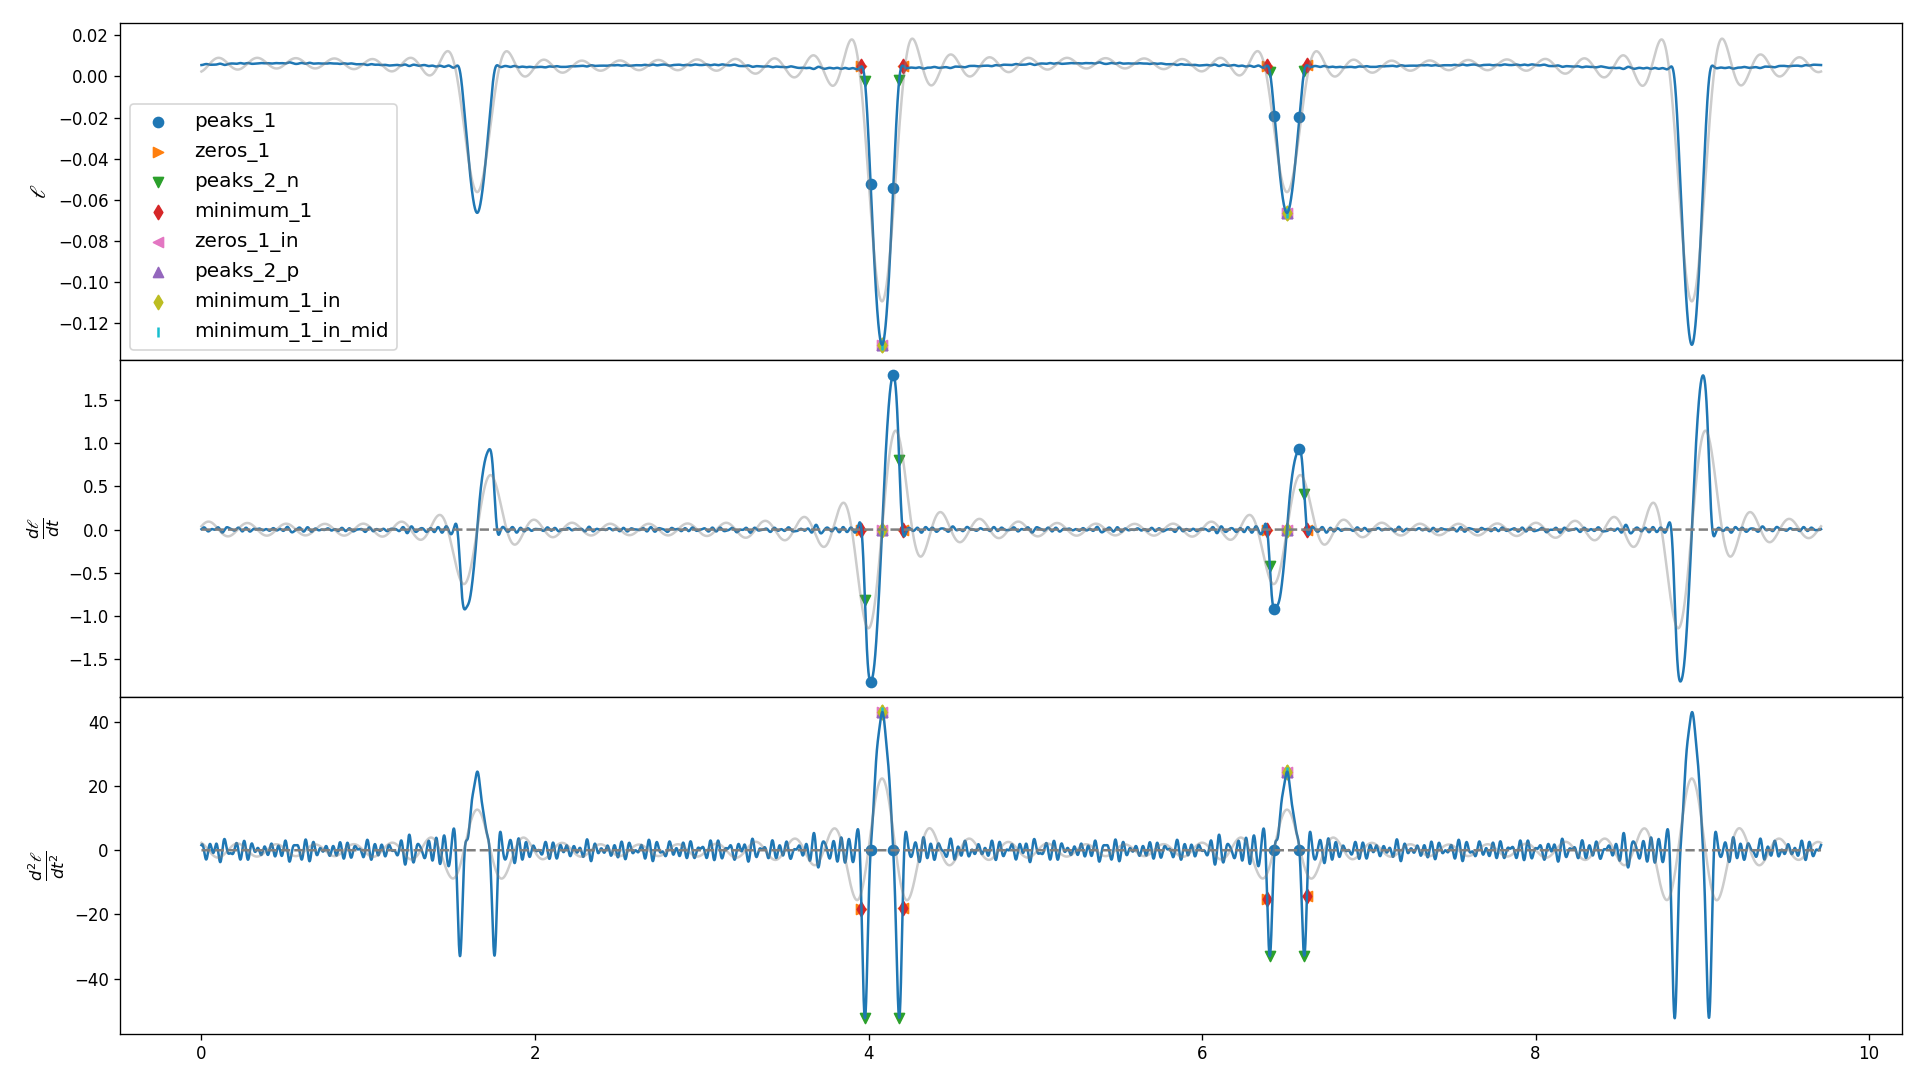 0.02
0.00
−0.02
−0.04
−0.06
−0.08
−0.10
−0.12
ℓ
peaks_1
zeros_1
peaks_2_n
minimum_1
zeros_1_in
peaks_2_p
minimum_1_in
minimum_1_in_mid
1.5
1.0
0.5
0.0
−0.5
−1.0
−1.5
dℓ
dt
40
20
0
−20
−40
d²ℓ
dt²
0 2 4 6 8 10